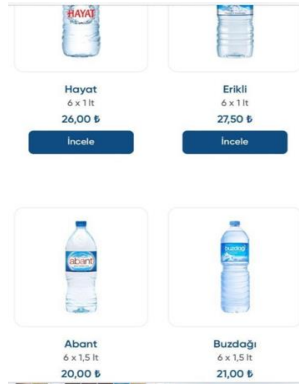 HAYAT
Hayat
6 x 1 lt
26,00 ₺
İncele
Erikli
6 x 1 lt
27,50 ₺
İncele
abant
Abant
6 x 1,5 lt
20,00 ₺
buzdağı
Buzdağı
6 x 1,5 lt
21,00 ₺